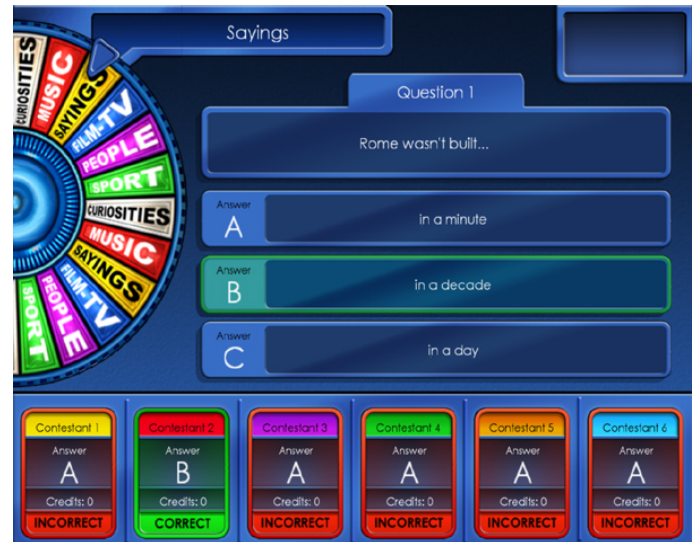 Sayings
Question 1
Rome wasn't built...
Answer
A
in a minute
Answer
B
in a decade
Answer
C
in a day
CURIOSITIES
MUSIC
SAYINGS
FILM-TV
PEOPLE
SPORT
CURIOSITIES
MUSIC
SAYINGS
FILM-TV
PEOPLE
SPORT
Contestant 1
Answer
A
Credits: 0
INCORRECT
Contestant 2
Answer
B
Credits: 0
CORRECT
Contestant 3
Answer
A
Credits: 0
INCORRECT
Contestant 4
Answer
A
Credits: 0
INCORRECT
Contestant 5
Answer
A
Credits: 0
INCORRECT
Contestant 6
Answer
A
Credits: 0
INCORRECT